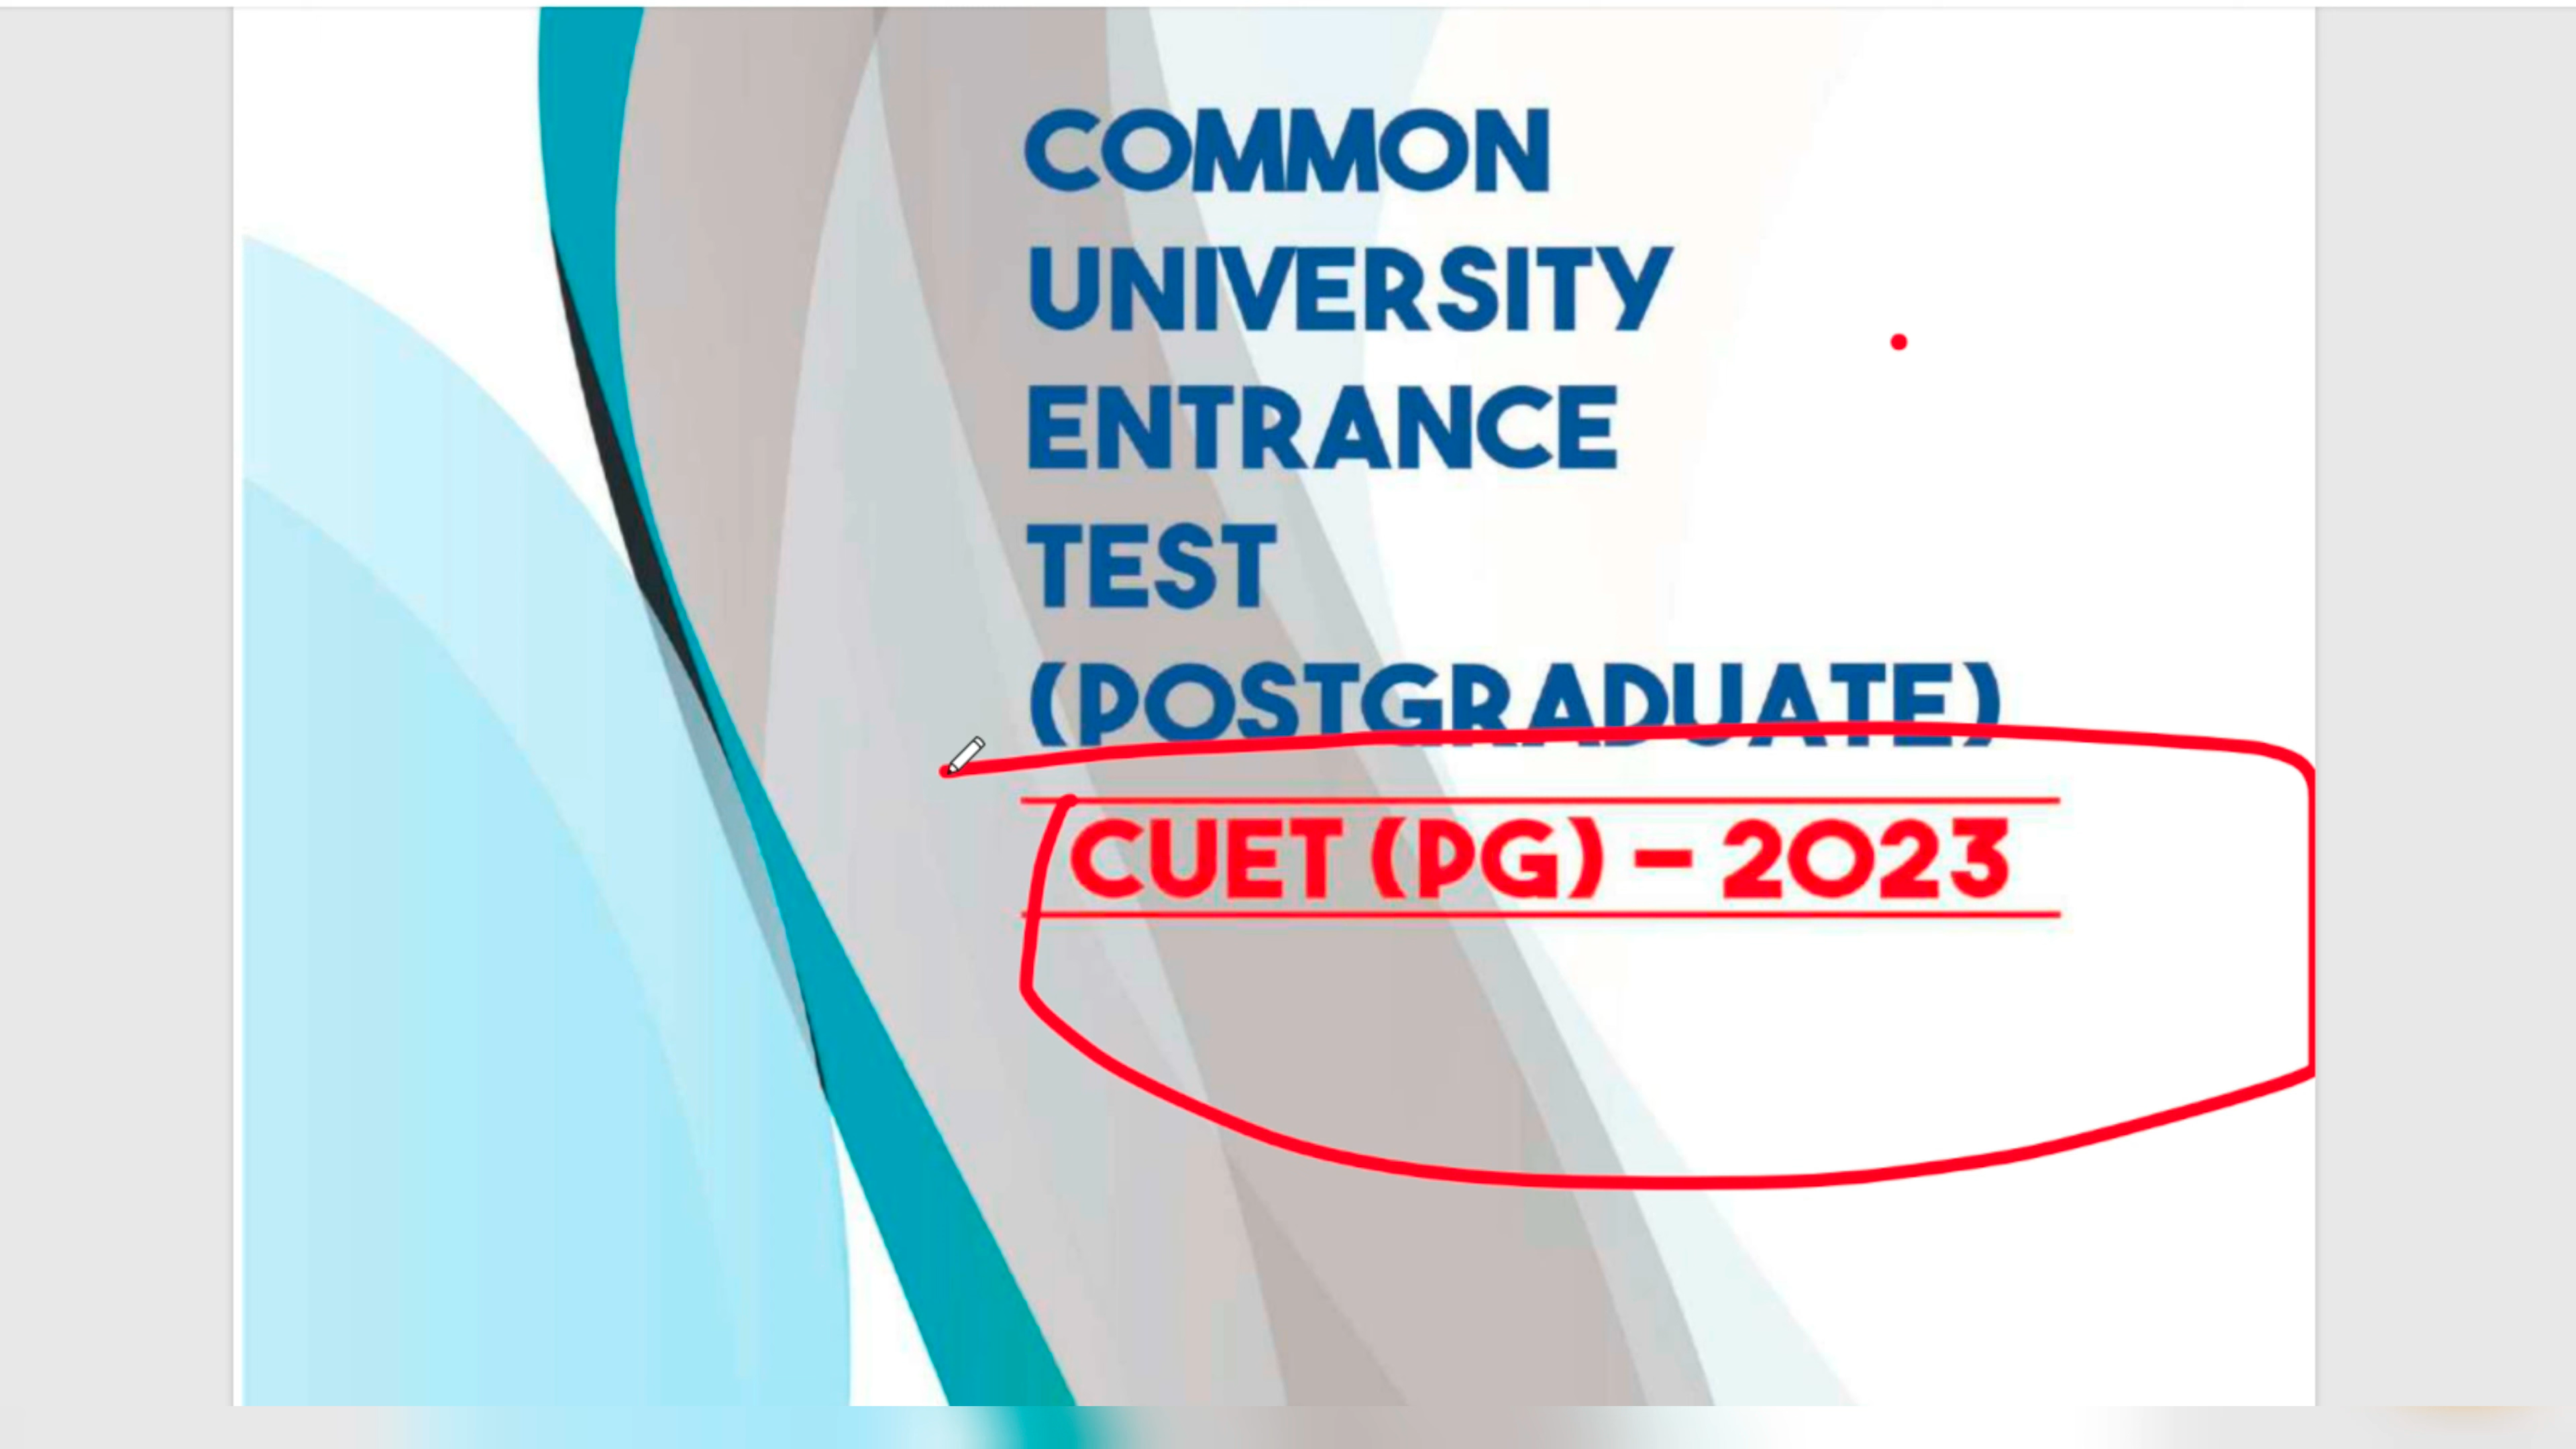 COMMON
UNIVERSITY
ENTRANCE
TEST
(POSTGRADUATE)
CUET (PG) – 2023